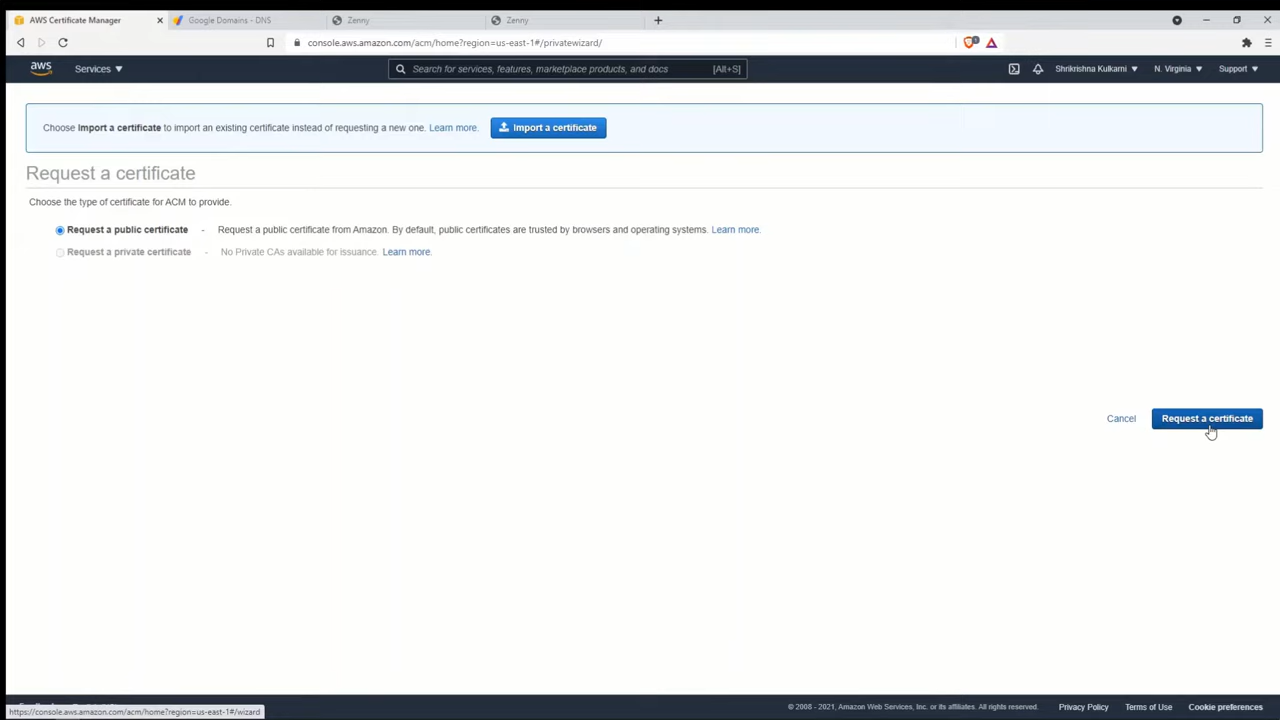 AWS Certificate Manager
Google Domains - DNS
Zenny
Zenny
console.aws.amazon.com/acm/home?region=us-east-1#/privatewizard/
1
aws
Services
Search for services, features, marketplace products, and docs
[Alt+S]
Shrikrishna Kulkarni
N. Virginia
Support
Choose Import a certificate to import an existing certificate instead of requesting a new one. Learn more.
Import a certificate
Request a certificate
Choose the type of certificate for ACM to provide.
Request a public certificate - Request a public certificate from Amazon. By default, public certificates are trusted by browsers and operating systems. Learn more.
Request a private certificate - No Private CAs available for issuance. Learn more.
Cancel
Request a certificate
© 2008 - 2021, Amazon Web Services, Inc. or its affiliates. All rights reserved.
Privacy Policy
Terms of Use
Cookie preferences
https://console.aws.amazon.com/acm/home?region=us-east-1#/wizard